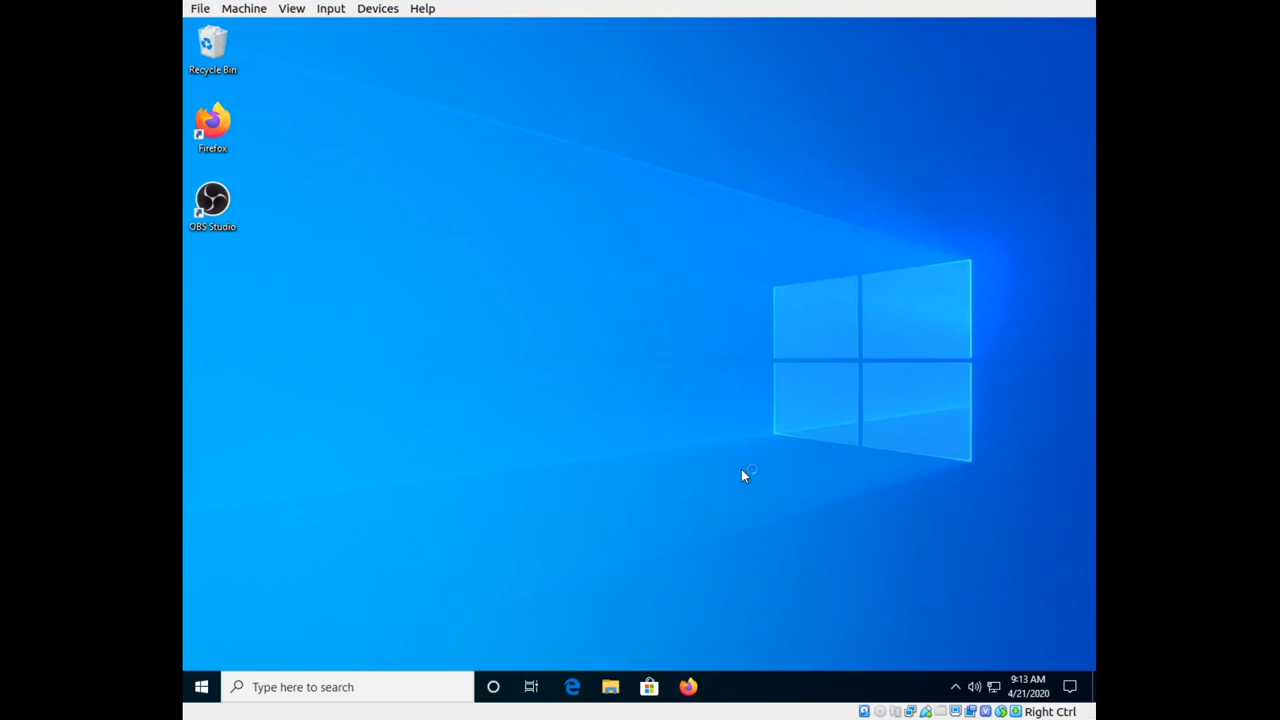 File Machine View Input Devices Help
Recycle Bin
Firefox
OBS Studio
Type here to search
9:13 AM
4/21/2020
Right Ctrl